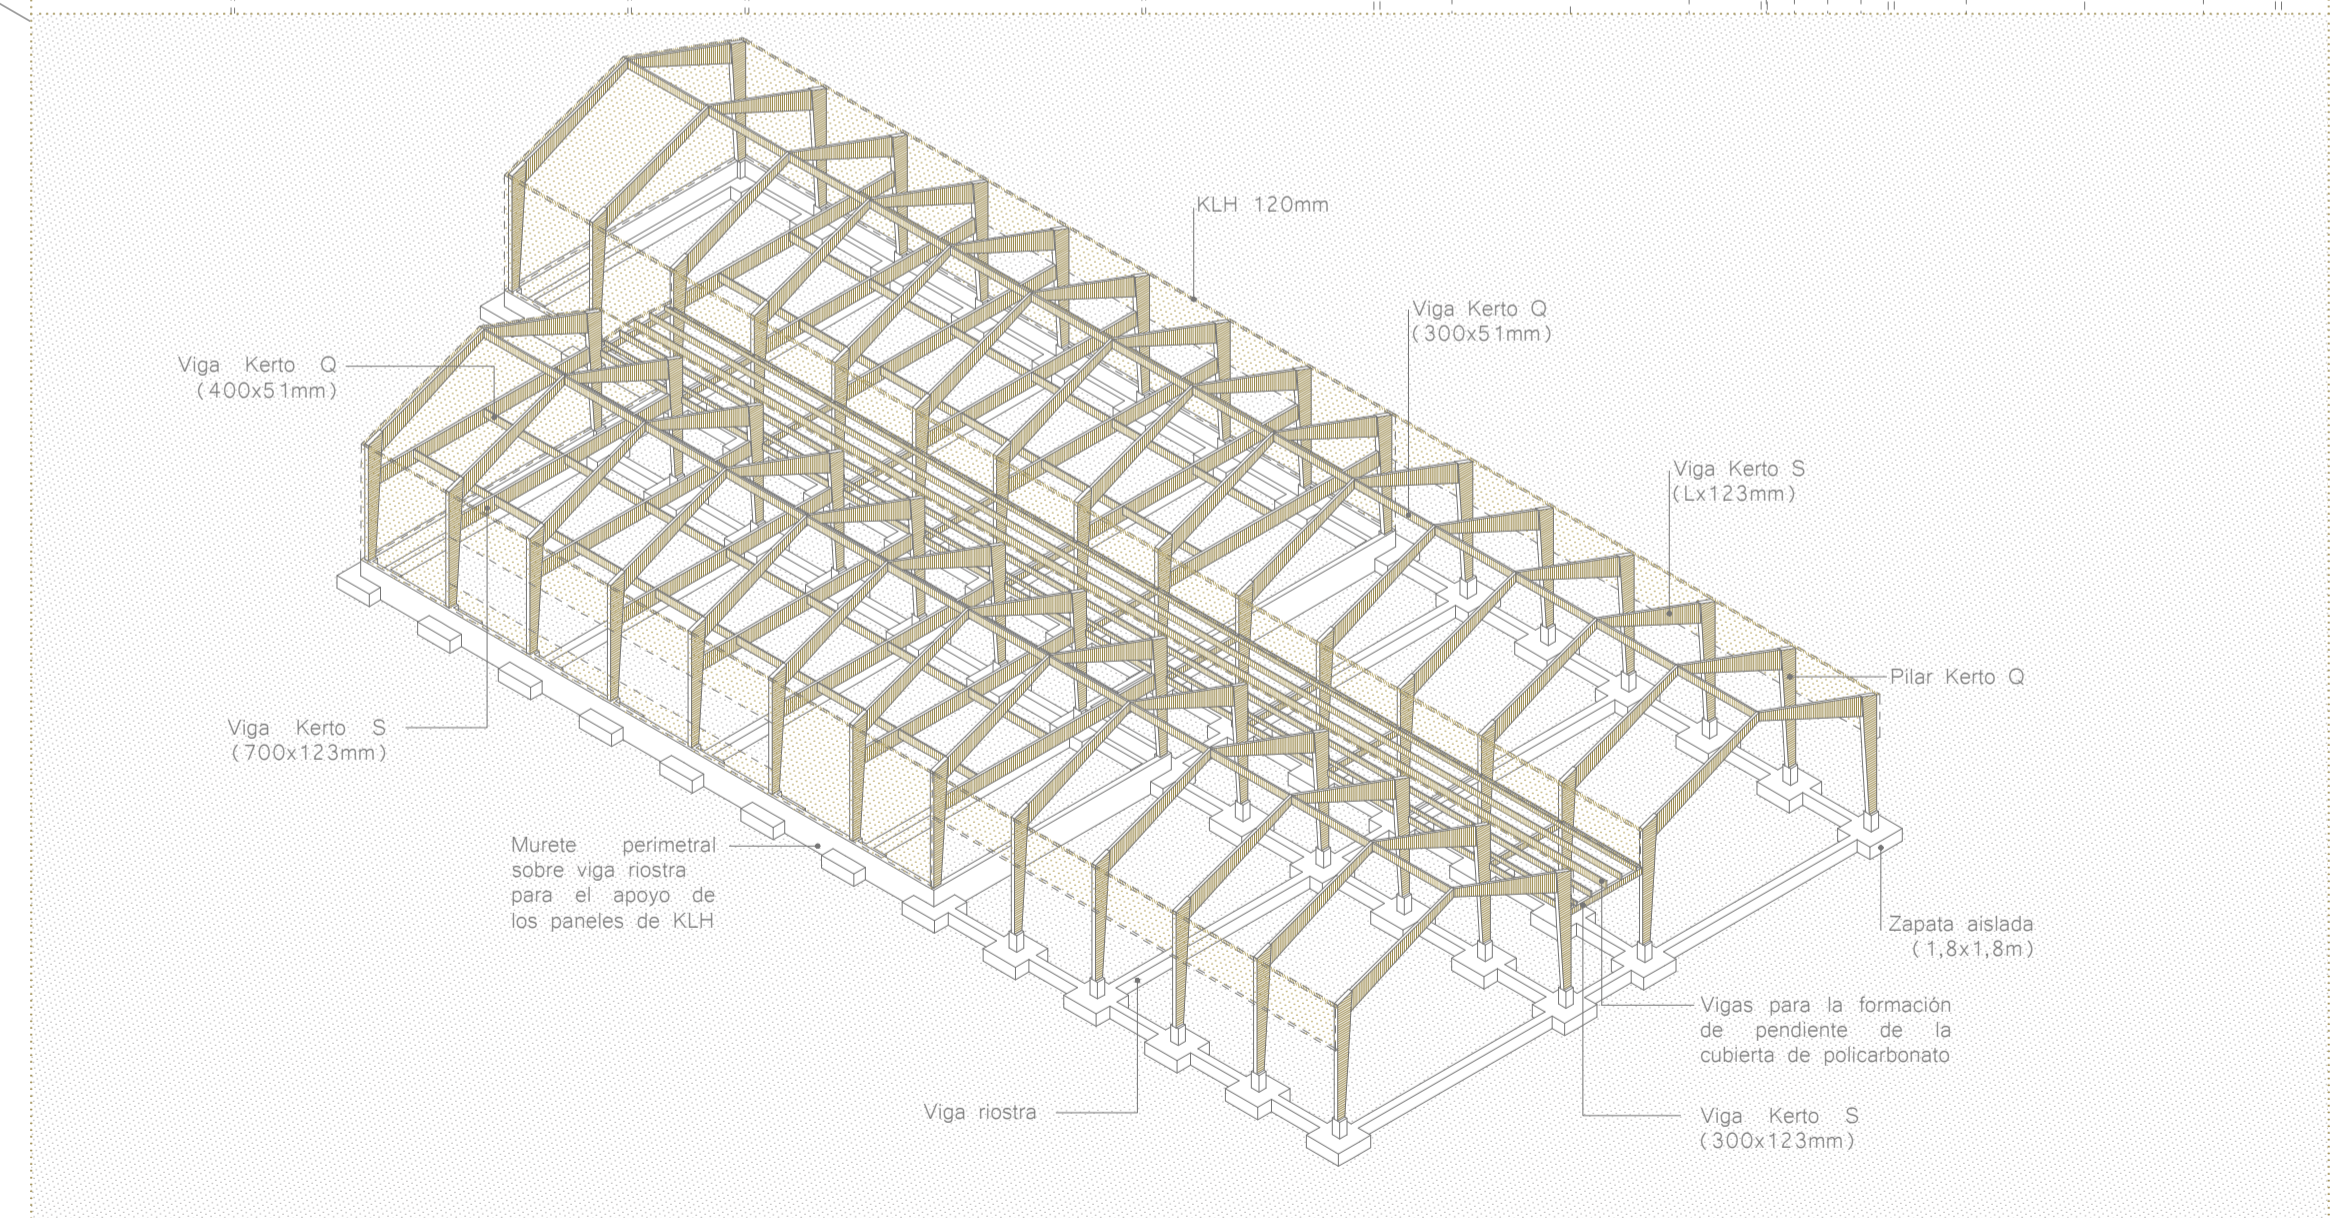 KLH 120mm
Viga Kerto Q
(300x51mm)
Viga Kerto Q
(400x51mm)
Viga Kerto S
(Lx123mm)
Pilar Kerto Q
Viga Kerto S
(700x123mm)
Murete perimetral
sobre viga riostra
para el apoyo de
los paneles de KLH
Zapata aislada
(1,8x1,8m)
Vigas para la formación
de pendiente de la
cubierta de policarbonato
Viga riostra
Viga Kerto S
(300x123mm)